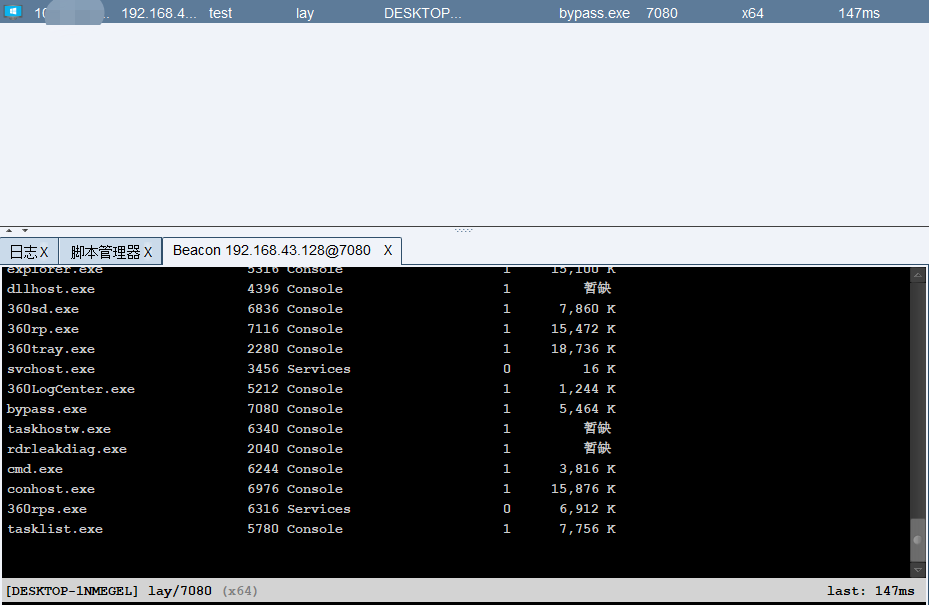 10 .. 192.168.4... test lay DESKTOP... bypass.exe 7080 x64 147ms
日志 X 脚本管理器 X Beacon 192.168.43.128@7080 X
explorer.exe 5316 Console 1 15,100 K
dllhost.exe 4396 Console 1 暂缺
360sd.exe 6836 Console 1 7,860 K
360rp.exe 7116 Console 1 15,472 K
360tray.exe 2280 Console 1 18,736 K
svchost.exe 3456 Services 0 16 K
360LogCenter.exe 5212 Console 1 1,244 K
bypass.exe 7080 Console 1 5,464 K
taskhostw.exe 6340 Console 1 暂缺
rdrleakdiag.exe 2040 Console 1 暂缺
cmd.exe 6244 Console 1 3,816 K
conhost.exe 6976 Console 1 15,876 K
360rps.exe 6316 Services 0 6,912 K
tasklist.exe 5780 Console 1 7,756 K
[DESKTOP-1NMEGEL] lay/7080 (x64) last: 147ms